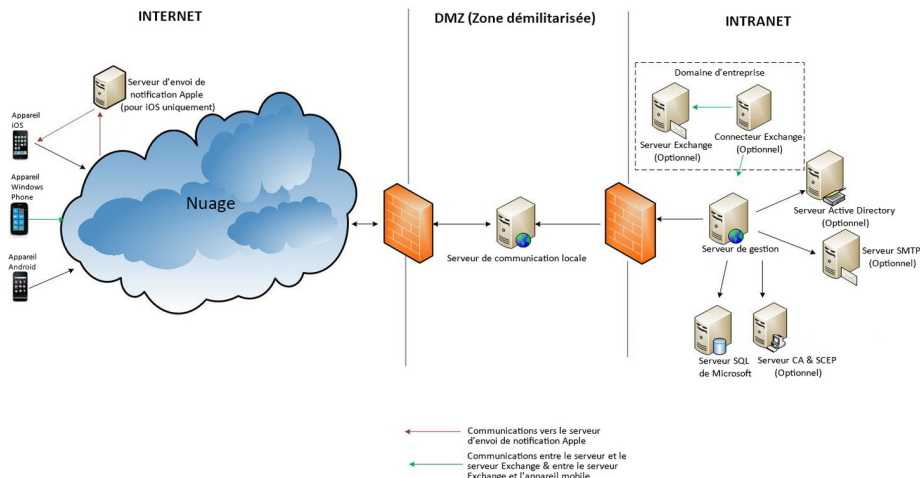 INTERNET
DMZ (Zone démilitarisée)
INTRANET
Serveur d'envoi de
notification Apple
(pour iOS uniquement)
Appareil
iOS
Appareil
Windows
Phone
Appareil
Android
Nuage
Serveur de communication locale
Domaine d'entreprise
Serveur Exchange
(Optionnel)
Connecteur Exchange
(Optionnel)
Serveur de gestion
Serveur Active Directory
(Optionnel)
Serveur SMTP
(Optionnel)
Serveur SQL
de Microsoft
Serveur CA & SCEP
(Optionnel)
Communications vers le serveur
d'envoi de notification Apple
Communications entre le serveur et le
serveur Exchange & entre le serveur
Exchange et l'appareil mobile